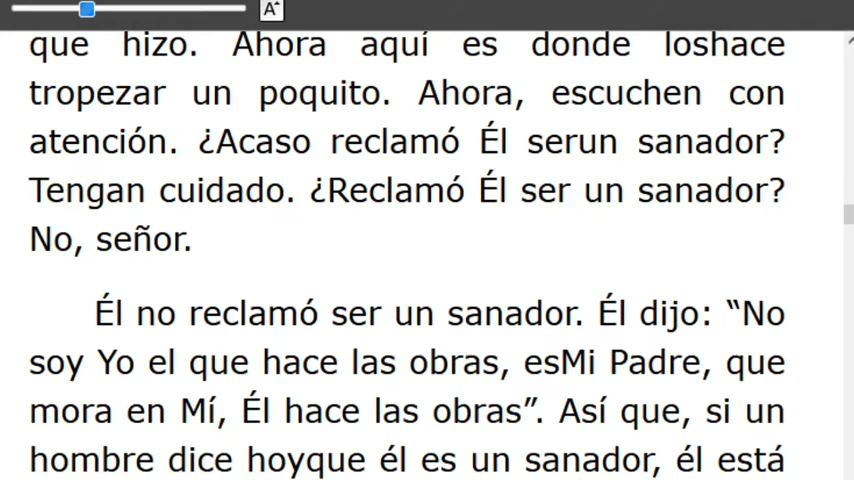 A
que hizo. Ahora aquí es donde loshace
tropezar un poquito. Ahora, escuchen con
atención. ¿Acaso reclamó Él serun sanador?
Tengan cuidado. ¿Reclamó Él ser un sanador?
No, señor.
Él no reclamó ser un sanador. Él dijo: “No
soy Yo el que hace las obras, esMi Padre, que
mora en Mí, Él hace las obras”. Así que, si un
hombre dice hoyque él es un sanador, él está